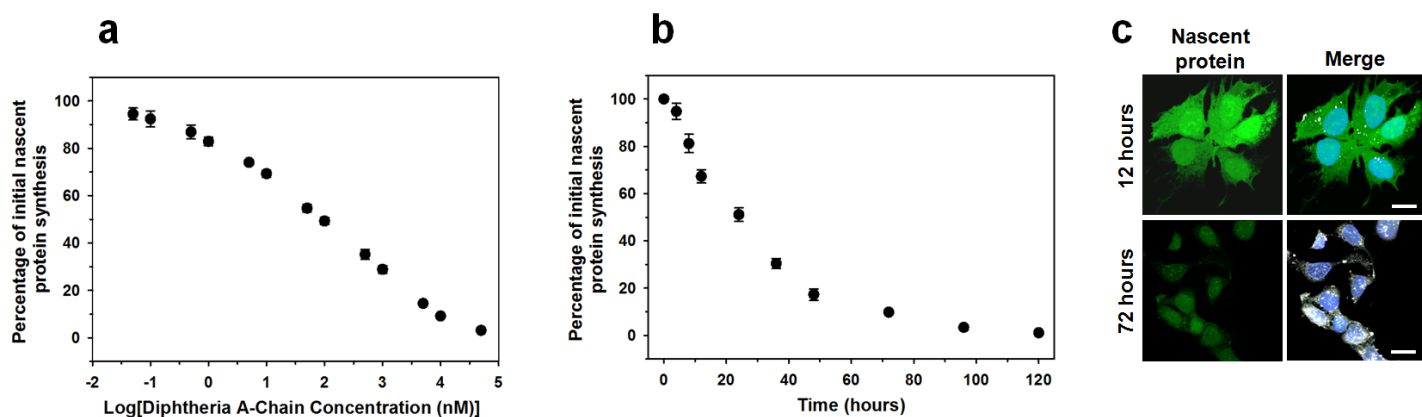 a
Percentage of initial nascent
protein synthesis
100
80
60
40
20
0
-2 -1 0 1 2 3 4 5
Log[Diphtheria A-Chain Concentration (nM)]
b
Percentage of initial nascent
protein synthesis
100
80
60
40
20
0
0 20 40 60 80 100 120
Time (hours)
c
Nascent
protein
Merge
12 hours
72 hours